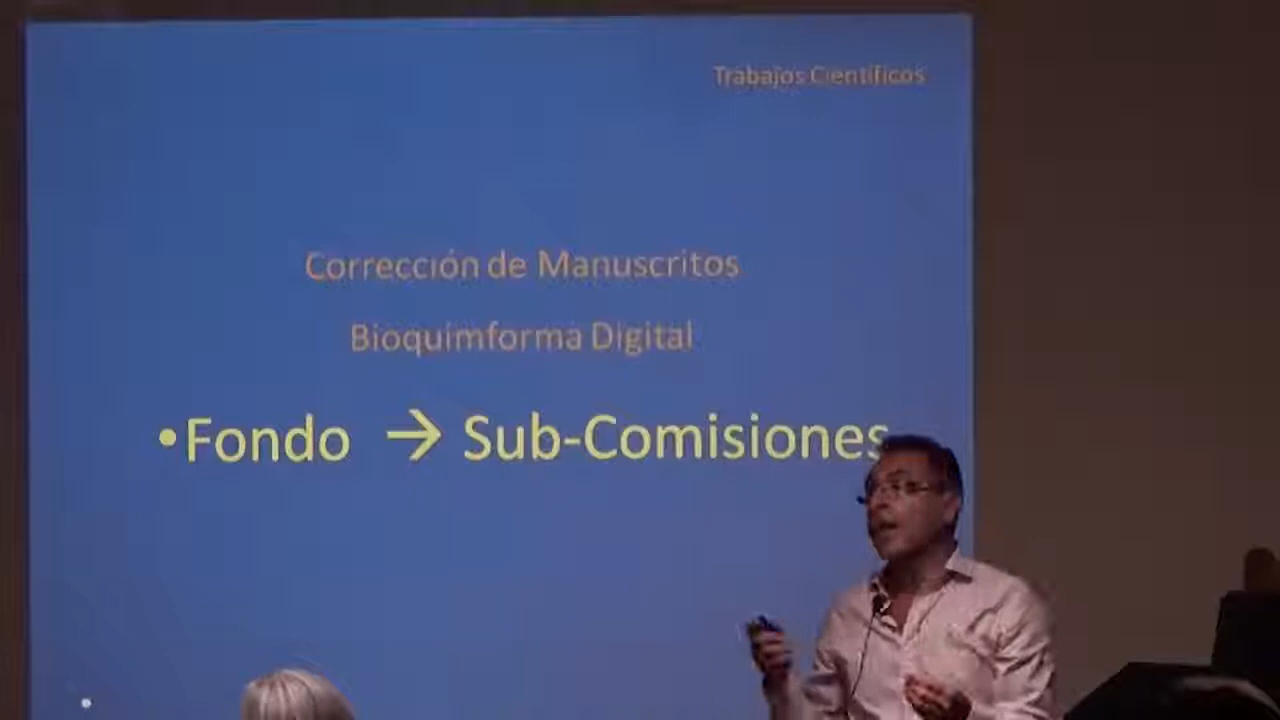 Trabajos Científicos
Corrección de Manuscritos
Bioquimforma Digital
•Fondo → Sub-Comisiones